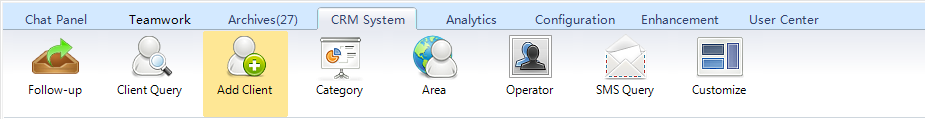 Chat Panel Teamwork Archives(27) CRM System Analytics Configuration Enhancement User Center
Follow-up Client Query Add Client Category Area Operator SMS Query Customize